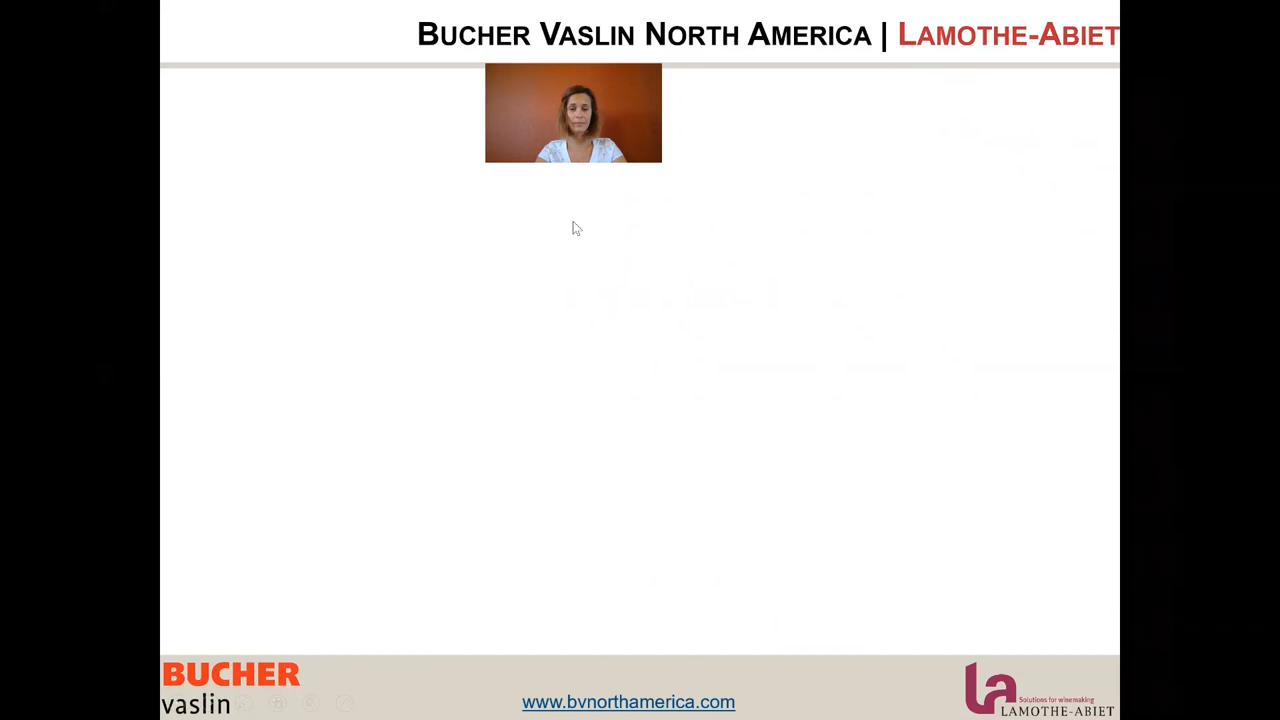 BUCHER VASLIN NORTH AMERICA | LAMOTHE-ABIET
BUCHER
vaslin
www.bvnorthamerica.com
la
Solutions for winemaking
LAMOTHE-ABIET